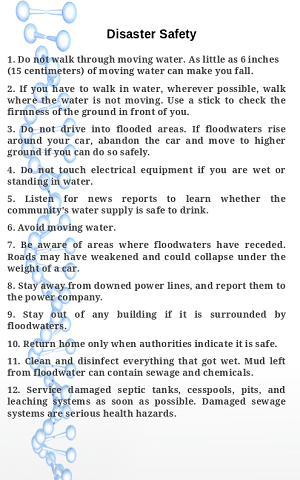 Disaster Safety
1. Do not walk through moving water. As little as 6 inches
(15 centimeters) of moving water can make you fall.
2. If you have to walk in water, wherever possible, walk
where the water is not moving. Use a stick to check the
firmness of the ground in front of you.
3. Do not drive into flooded areas. If floodwaters rise
around your car, abandon the car and move to higher
ground if you can do so safely.
4. Do not touch electrical equipment if you are wet or
standing in water.
5. Listen for news reports to learn whether the
community's water supply is safe to drink.
6. Avoid moving water.
7. Be aware of areas where floodwaters have receded.
Roads may have weakened and could collapse under the
weight of a car.
8. Stay away from downed power lines, and report them to
the power company.
9. Stay out of any building if it is surrounded by
floodwaters.
10. Return home only when authorities indicate it is safe.
11. Clean and disinfect everything that got wet. Mud left
from floodwater can contain sewage and chemicals.
12. Service damaged septic tanks, cesspools, pits, and
leaching systems as soon as possible. Damaged sewage
systems are serious health hazards.